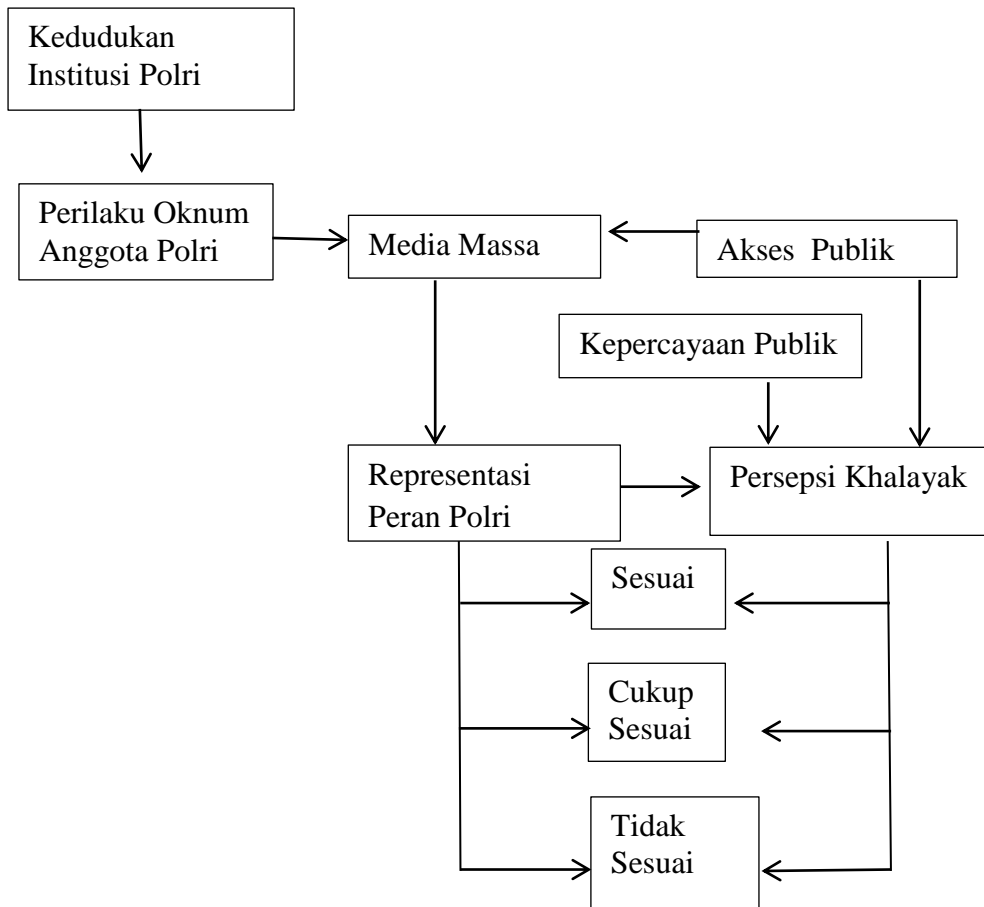 Kedudukan
Institusi Polri
Perilaku Oknum
Anggota Polri
Media Massa
Akses  Publik
Kepercayaan Publik
Representasi
Peran Polri
Persepsi Khalayak
Sesuai
Cukup
Sesuai
Tidak
Sesuai